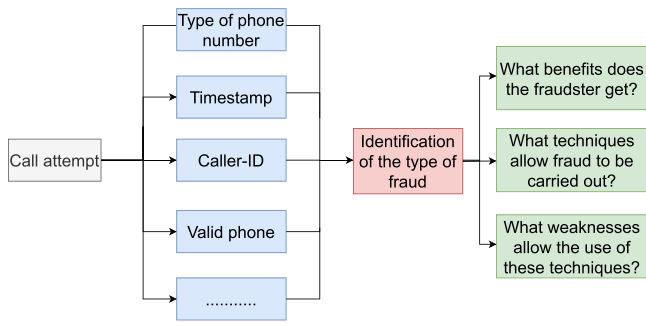 Type of phone
number
Timestamp
Call attempt
Caller-ID
Valid phone
...........
Identification
of the type of
fraud
What benefits does
the fraudster get?
What techniques
allow fraud to be
carried out?
What weaknesses
allow the use of
these techniques?